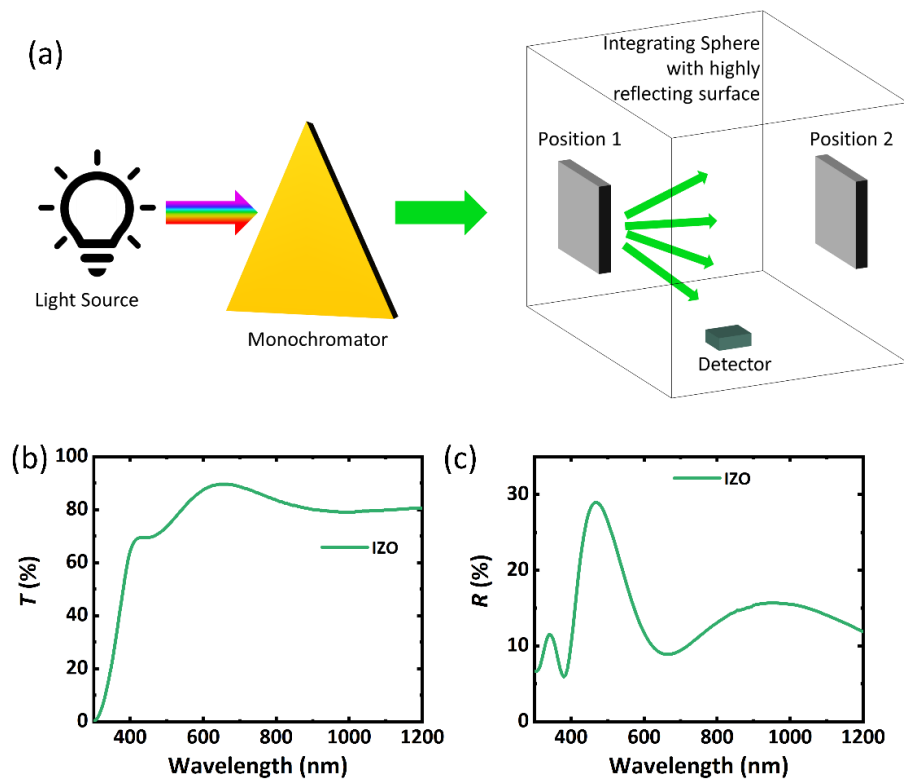 (a)
Integrating Sphere
with highly
reflecting surface
Position 1
Position 2
Light Source
Monochromator
Detector
(b)
100
80
60
40
20
0
T (%)
IZO
400 600 800 1000 1200
Wavelength (nm)
(c)
30
20
10
0
R (%)
IZO
400 600 800 1000 1200
Wavelength (nm)